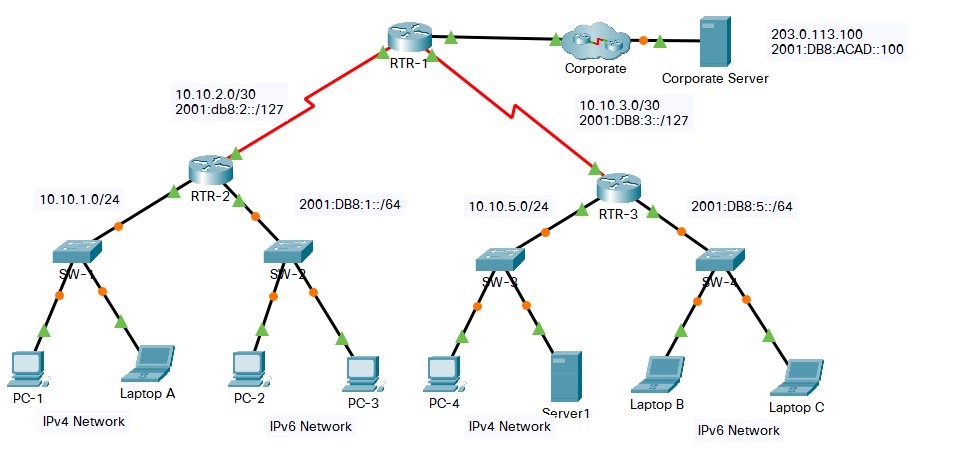 203.0.113.100
2001:DB8:ACAD::100
RTR-1
Corporate
Corporate Server
10.10.2.0/30
2001:db8:2::/127
10.10.3.0/30
2001:DB8:3::/127
10.10.1.0/24
RTR-2
2001:DB8:1::/64
10.10.5.0/24
RTR-3
2001:DB8:5::/64
SW-1
SW-2
SW-3
SW-4
PC-1
Laptop A
PC-2
PC-3
PC-4
Server1
Laptop B
Laptop C
IPv4 Network
IPv6 Network
IPv4 Network
IPv6 Network